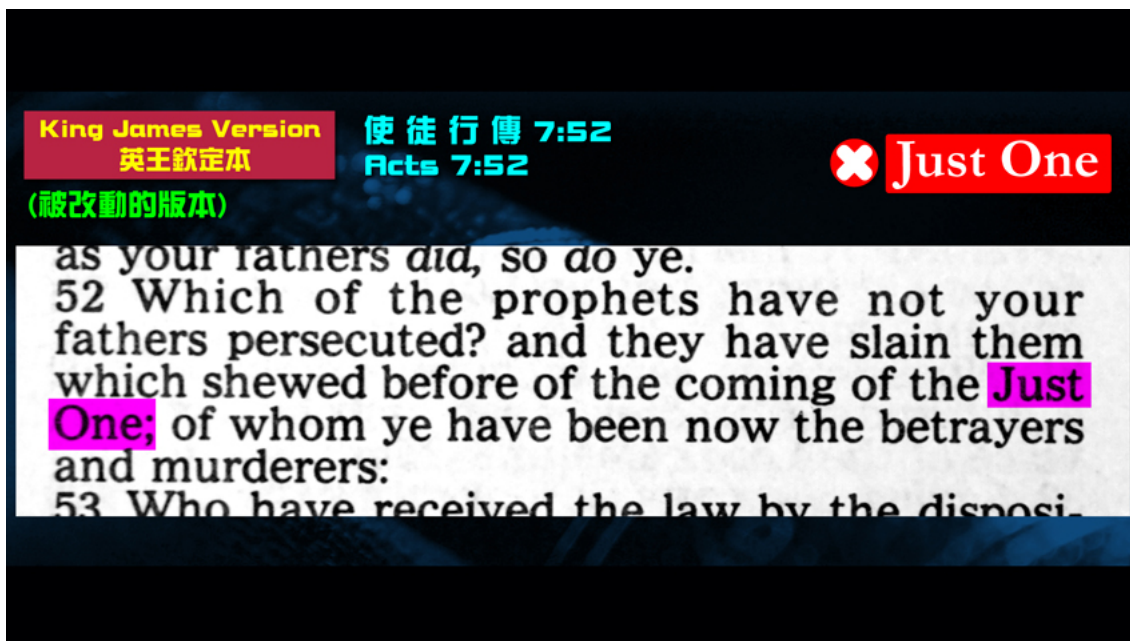 King James Version
英王欽定本
(被改動的版本)
使徒行傳 7:52
Acts 7:52
Just One
as your fathers did, so do ye.
52 Which of the prophets have not your
fathers persecuted? and they have slain them
which shewed before of the coming of the Just
One; of whom ye have been now the betrayers
and murderers:
53 Who have received the law by the disposi-